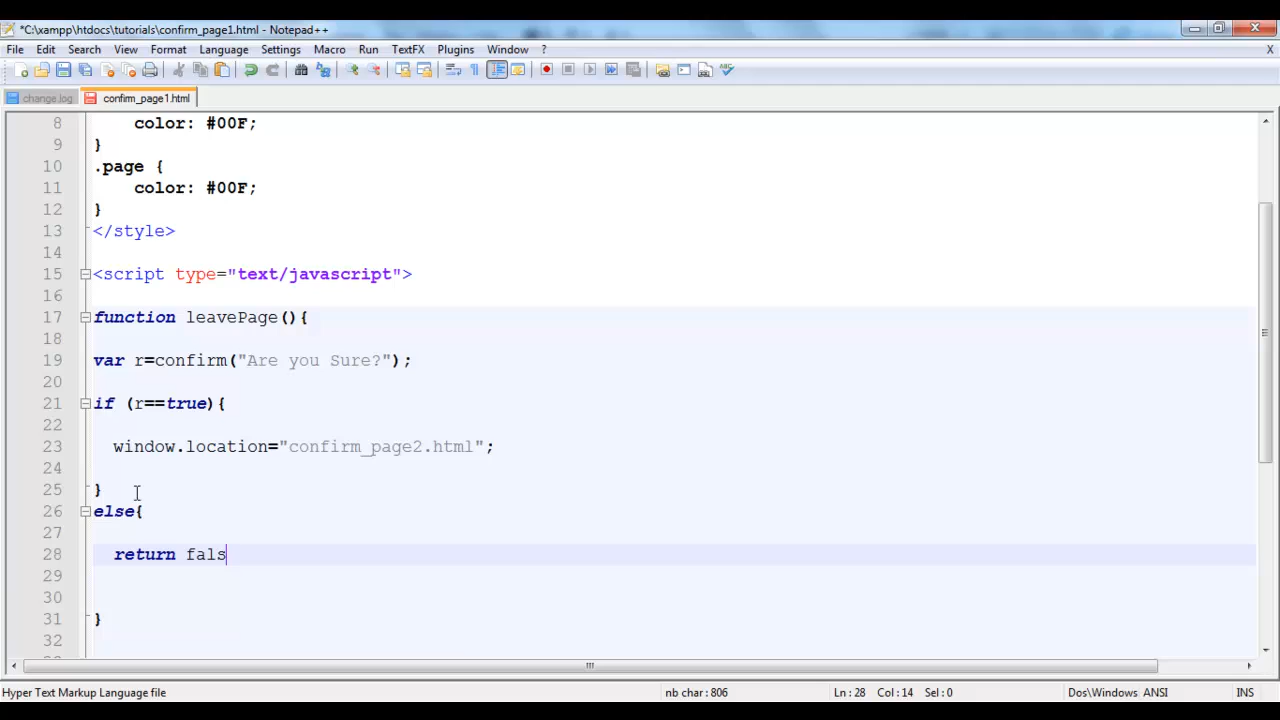 *C:\xampp\htdocs\tutorials\confirm_page1.html - Notepad++
File Edit Search View Format Language Settings Macro Run TextFX Plugins Window ? X
change.log confirm_page1.html
8 color: #00F;
9 }
10 .page {
11 color: #00F;
12 }
13 </style>
14
15 <script type="text/javascript">
16
17 function leavePage(){
18
19 var r=confirm("Are you Sure?");
20
21 if (r==true){
22
23 window.location="confirm_page2.html";
24
25 }
26 else{
27
28 return fals
29
30
31 }
32
Hyper Text Markup Language file nb char: 806 Ln: 28 Col: 14 Sel: 0 Dos\Windows ANSI INS